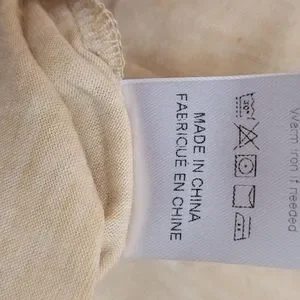 Warm iron if needed
MADE IN CHINA
FABRIQUÉ EN CHINE